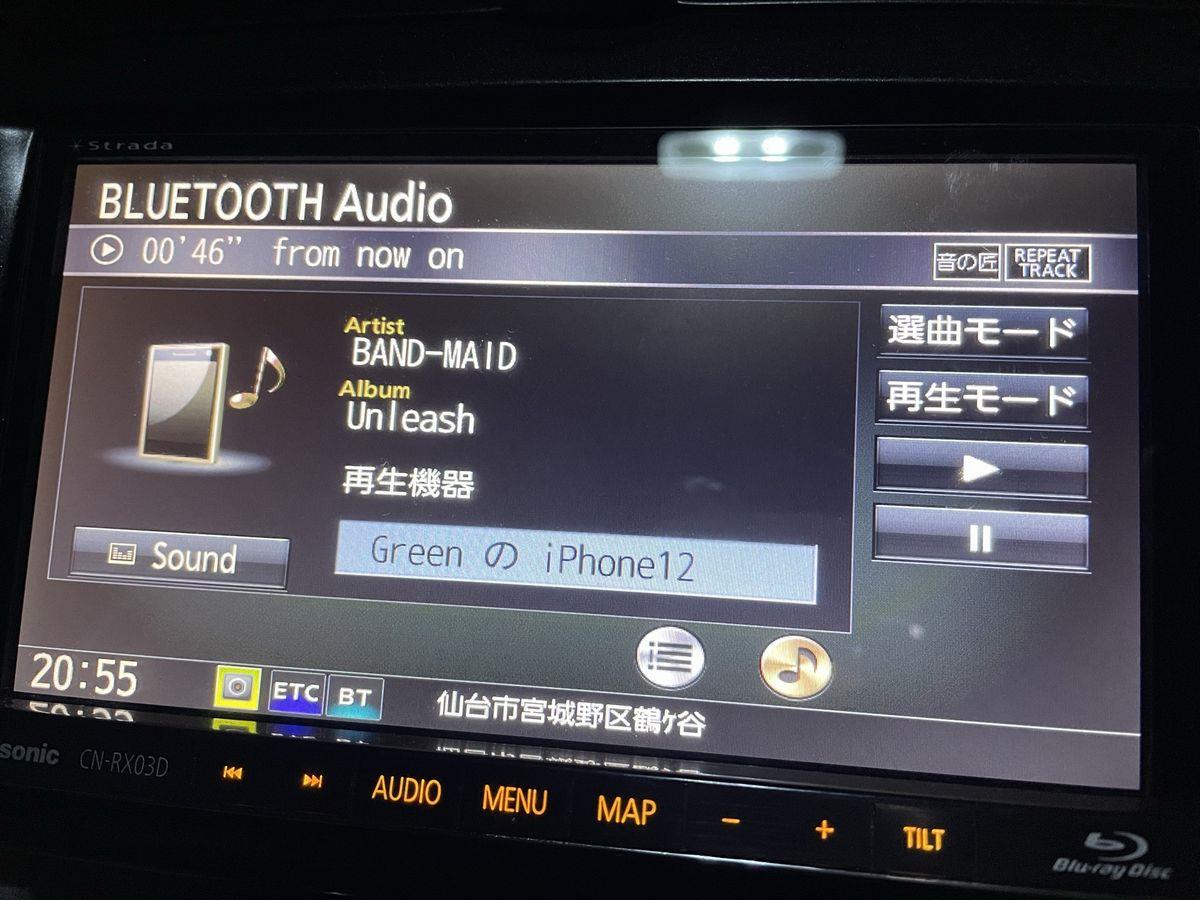 Strada
BLUETOOTH Audio
00'46" from now on
音の匠
REPEAT
TRACK
Artist
BAND-MAID
Album
Unleash
再生機器
Green の iPhone12
Sound
選曲モード
再生モード
20:55
ETC
BT
仙台市宮城野区鶴ケ谷
sonic CN-RX03D
AUDIO
MENU
MAP
−
+
TILT
Blu-ray Disc